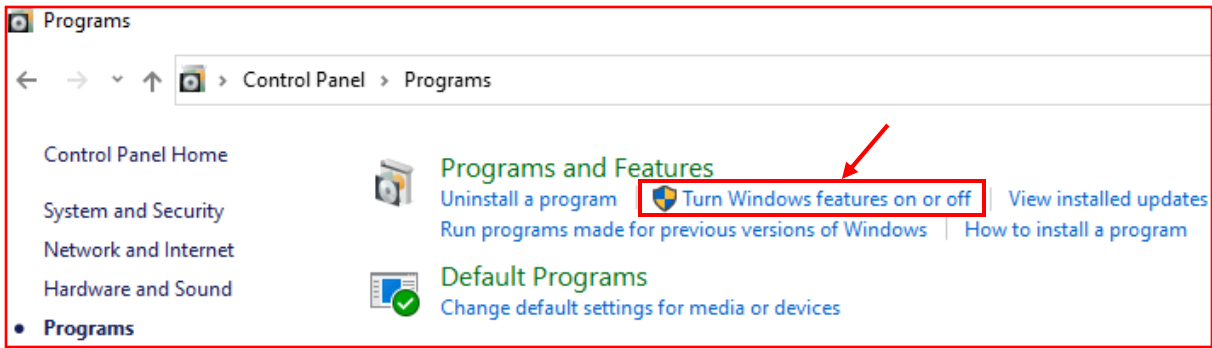 Programs
Control Panel > Programs
Control Panel Home
System and Security
Network and Internet
Hardware and Sound
Programs
Programs and Features
Uninstall a program Turn Windows features on or off View installed updates
Run programs made for previous versions of Windows How to install a program
Default Programs
Change default settings for media or devices